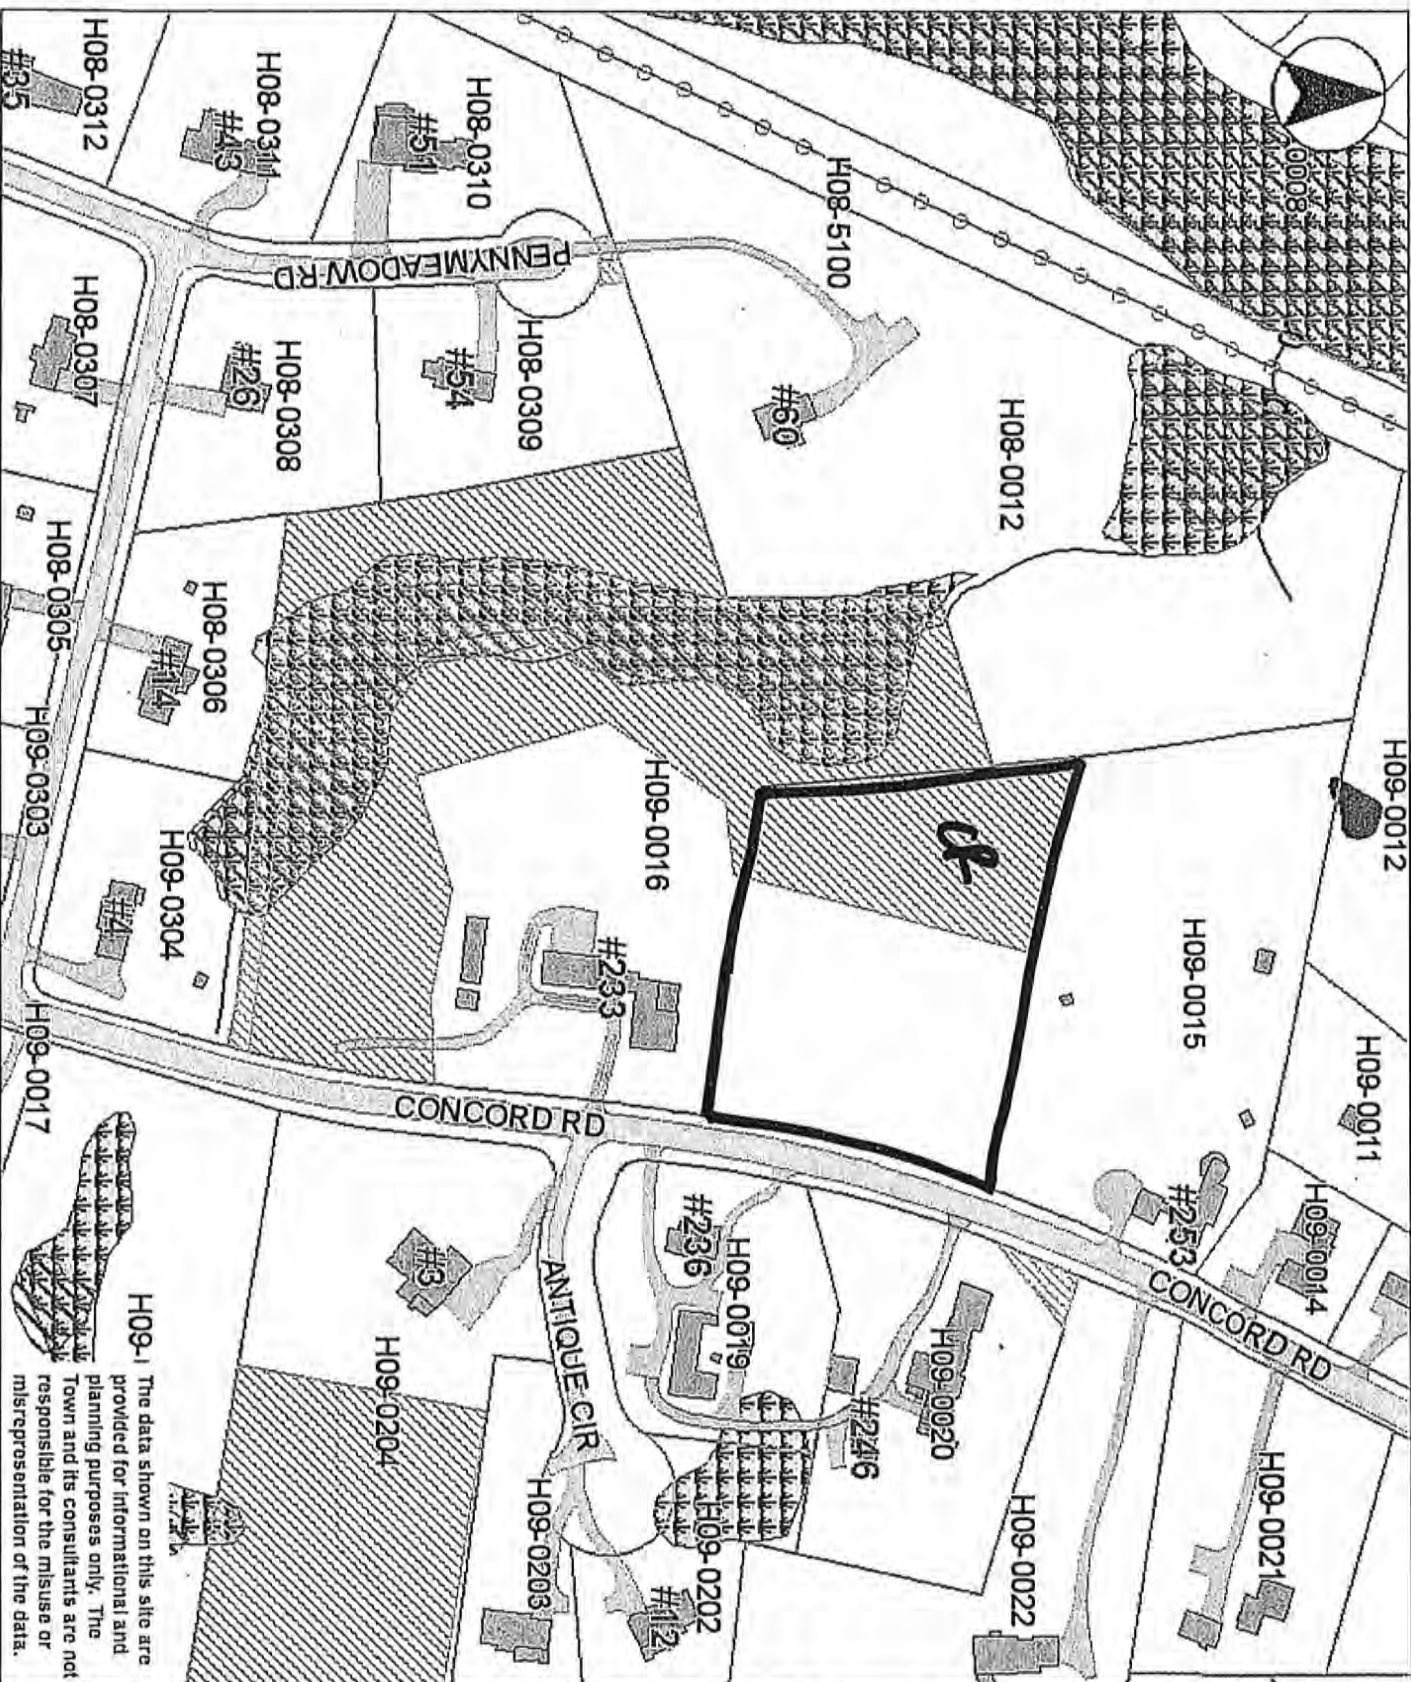 H08-0312
#35
H08-0311
#43
H08-0310
#51
H08-5100
0008
PENNYMEADOW RD
H08-0307
H08-0308
#26
H08-0309
#54
#60
H08-0012
H08-0305
H08-0306
#14
H09-0303
H09-0304
#4
H09-0016
#233
CR
H09-0012
H09-0015
H09-0011
H09-0017
CONCORD RD
#253
H09-0014
CONCORD RD
#3
ANTIQUE CIR
#236
H09-0019
H09-0020
#246
H09-0204
H09-0203
H09-0202
#12
H09-0022
H09-0021
H09-
The data shown on this site are
provided for informational and
planning purposes only. The
Town and its consultants are not
responsible for the misuse or
misrepresentation of the data.